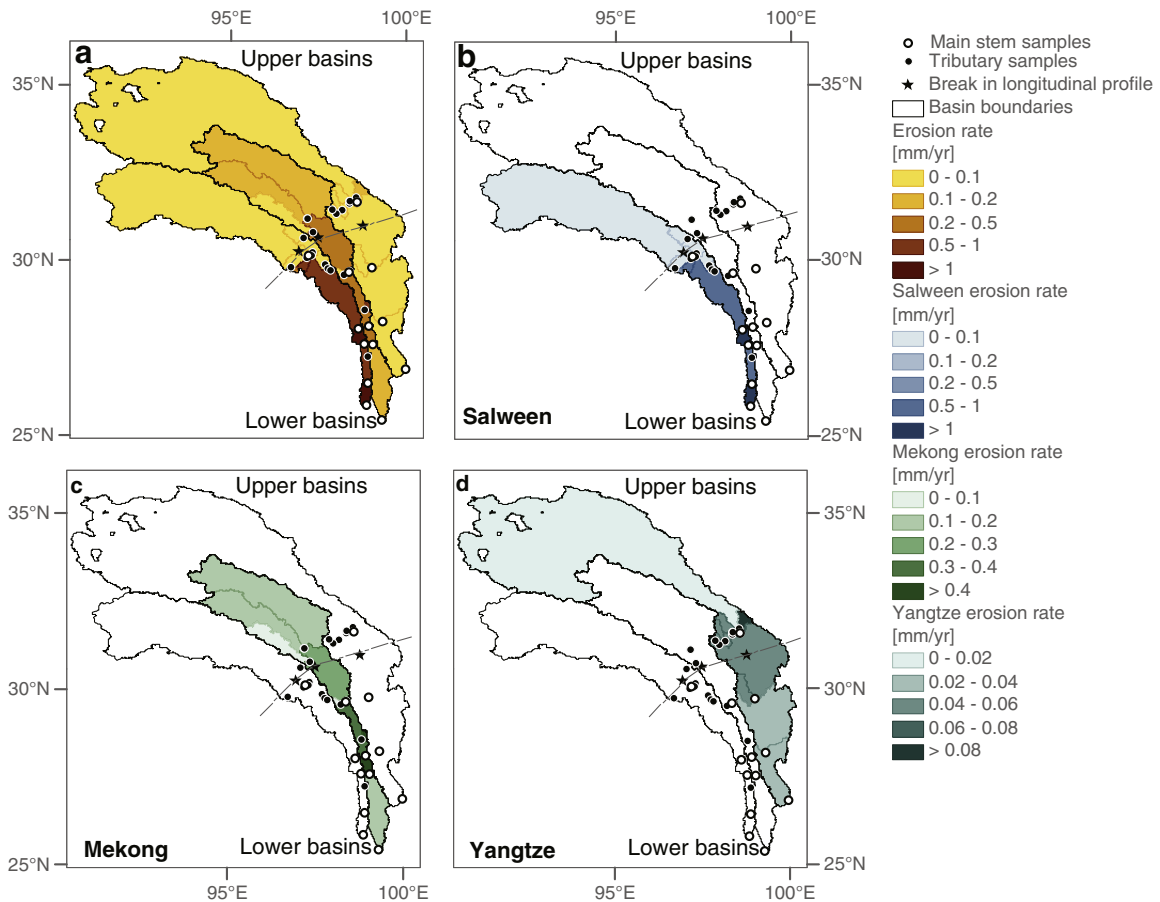 95°E
100°E
95°E
100°E
a
Upper basins
35°N
30°N
25°N
Lower basins
b
Upper basins
35°N
30°N
25°N
Salween
Lower basins
c
Upper basins
35°N
30°N
25°N
Mekong
Lower basins
95°E
100°E
d
Upper basins
35°N
30°N
25°N
Yangtze
Lower basins
95°E
100°E
Main stem samples
Tributary samples
Break in longitudinal profile
Basin boundaries
Erosion rate
[mm/yr]
0 - 0.1
0.1 - 0.2
0.2 - 0.5
0.5 - 1
> 1
Salween erosion rate
[mm/yr]
0 - 0.1
0.1 - 0.2
0.2 - 0.5
0.5 - 1
> 1
Mekong erosion rate
[mm/yr]
0 - 0.1
0.1 - 0.2
0.2 - 0.3
0.3 - 0.4
> 0.4
Yangtze erosion rate
[mm/yr]
0 - 0.02
0.02 - 0.04
0.04 - 0.06
0.06 - 0.08
> 0.08